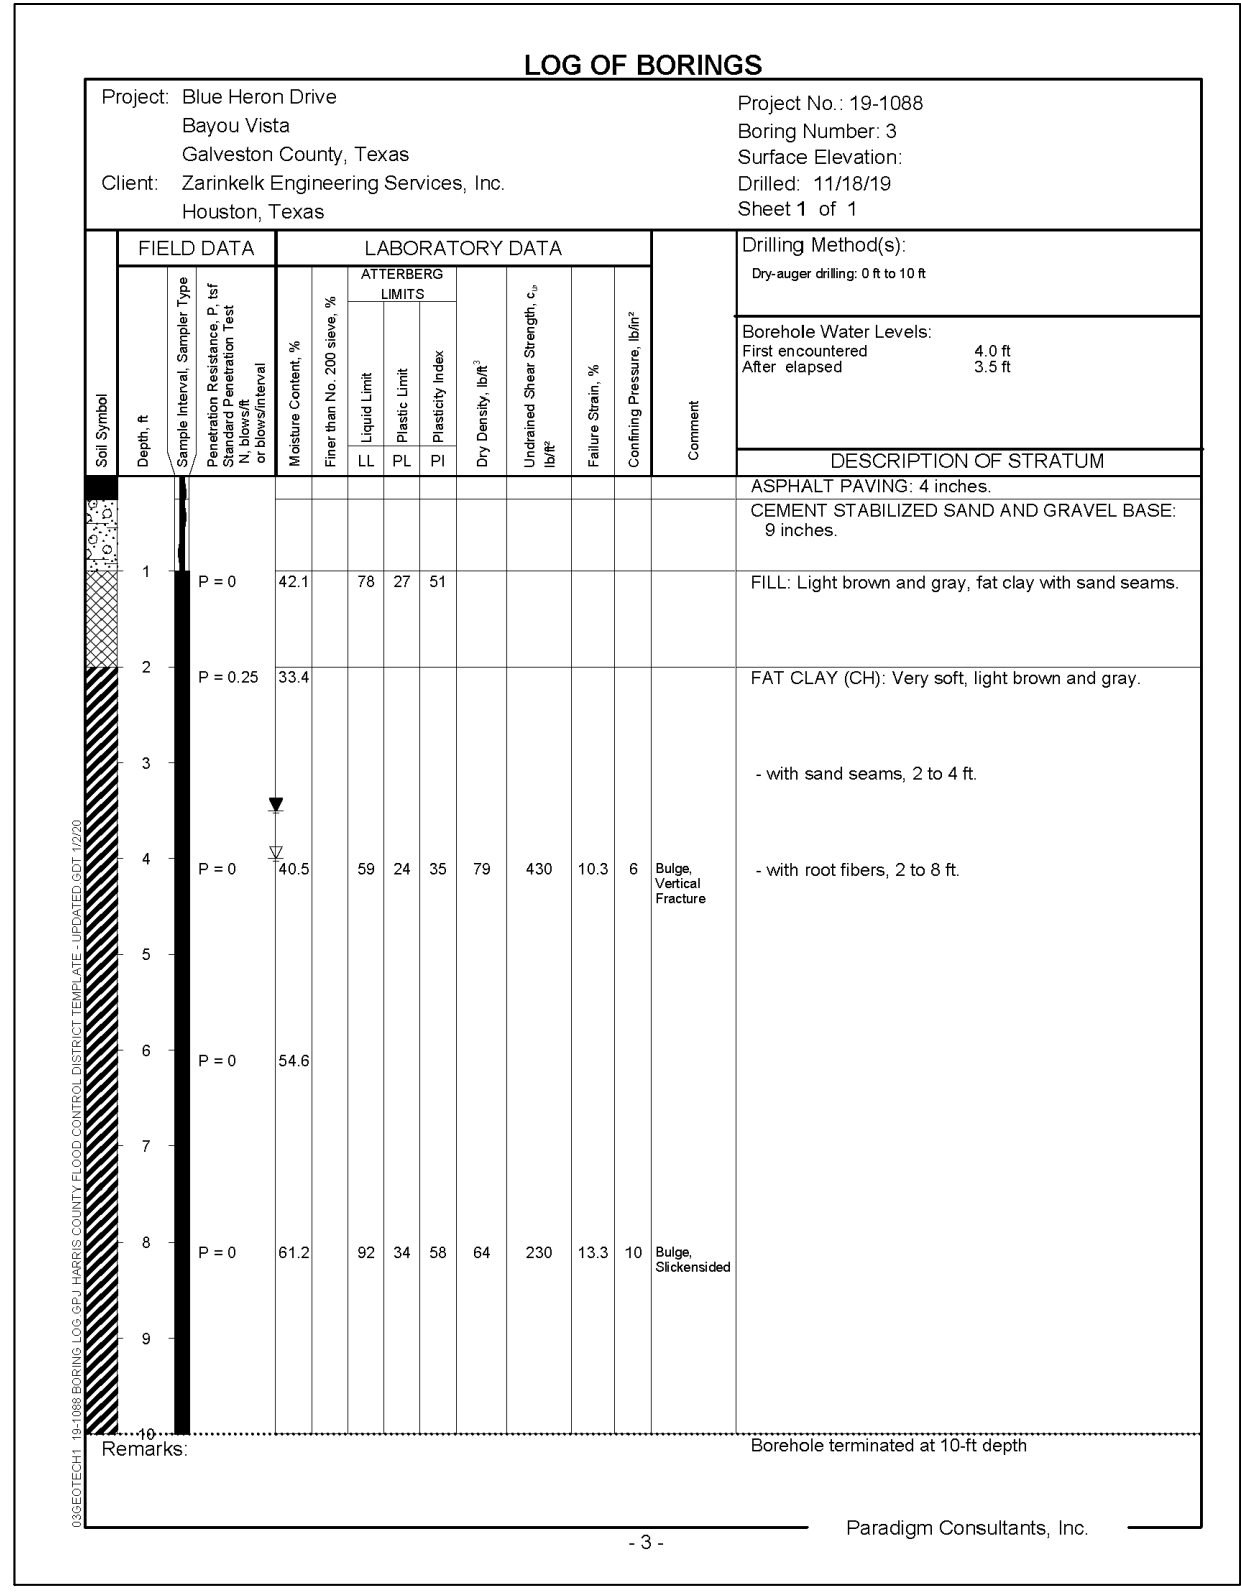 LOG OF BORINGS
Project: Blue Heron Drive
Bayou Vista
Galveston County, Texas
Client: Zarinkelk Engineering Services, Inc.
Houston, Texas
Project No.: 19-1088
Boring Number: 3
Surface Elevation:
Drilled: 11/18/19
Sheet 1 of 1
FIELD DATA
LABORATORY DATA
Drilling Method(s):
Dry-auger drilling: 0 ft to 10 ft
Borehole Water Levels:
First encountered 4.0 ft
After elapsed 3.5 ft
Soil Symbol
Depth, ft
Sample Interval, Sampler Type
Penetration Resistance, P, tsf
Standard Penetration Test
N, blows/ft
or blows/interval
Moisture Content, %
Finer than No. 200 sieve, %
ATTERBERG
LIMITS
Liquid Limit
Plastic Limit
Plasticity Index
LL PL PI
Dry Density, lb/ft³
Undrained Shear Strength, cᵤ,
lb/ft²
Failure Strain, %
Confining Pressure, lb/in²
Comment
DESCRIPTION OF STRATUM
ASPHALT PAVING: 4 inches.
CEMENT STABILIZED SAND AND GRAVEL BASE:
9 inches.
1
P = 0 42.1 78 27 51 FILL: Light brown and gray, fat clay with sand seams.
2
P = 0.25 33.4 FAT CLAY (CH): Very soft, light brown and gray.
3
- with sand seams, 2 to 4 ft.
4
P = 0 40.5 59 24 35 79 430 10.3 6 Bulge, - with root fibers, 2 to 8 ft.
Vertical
Fracture
5
6
P = 0 54.6
7
8
P = 0 61.2 92 34 58 64 230 13.3 10 Bulge,
Slickensided
9
10
Remarks:
Borehole terminated at 10-ft depth
03GEOTECH1 19-1088 BORING LOG.GPJ HARRIS COUNTY FLOOD CONTROL DISTRICT TEMPLATE - UPDATED.GDT 1/2/20
Paradigm Consultants, Inc.
- 3 -